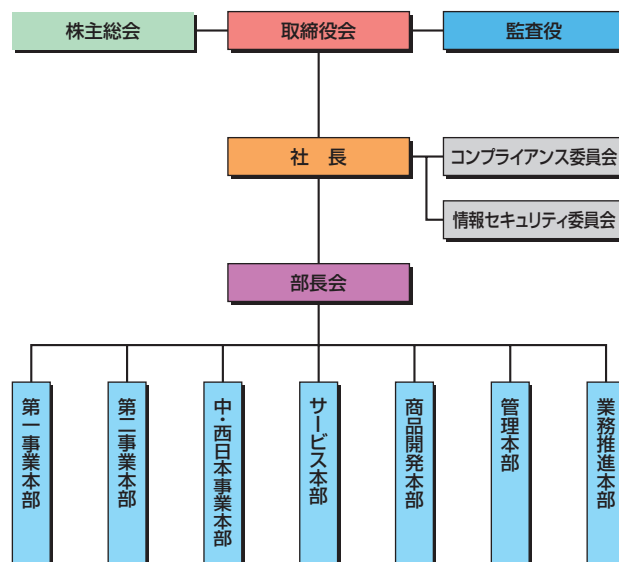 株主総会
取締役会
監査役
社　長
コンプライアンス委員会
情報セキュリティ委員会
部長会
第一事業本部
第二事業本部
中・西日本事業本部
サービス本部
商品開発本部
管理本部
業務推進本部